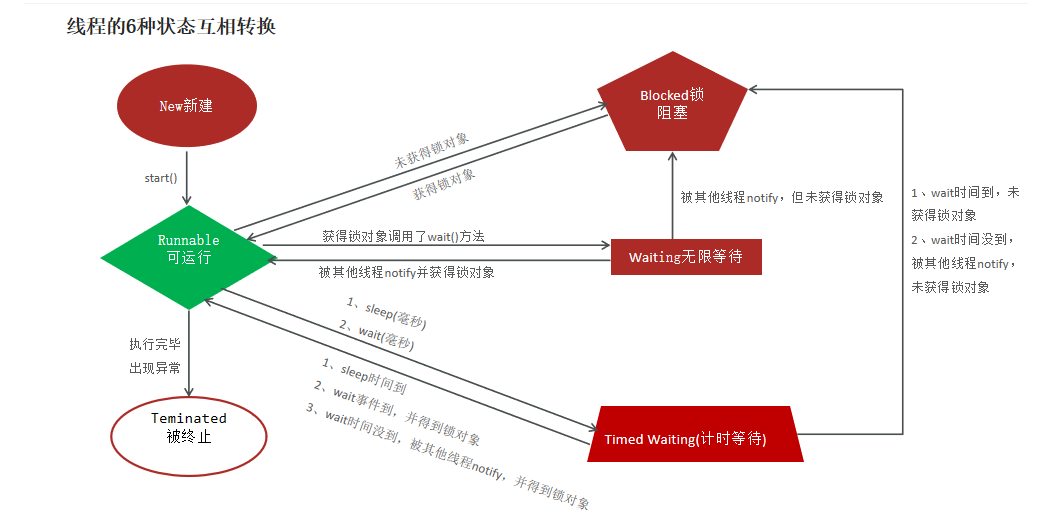 线程的6种状态互相转换
New新建
start()
Runnable
可运行
执行完毕
出现异常
Teminated
被终止
未获得锁对象
获得锁对象
获得锁对象调用了wait()方法
被其他线程notify并获得锁对象
1、sleep(毫秒)
2、wait(毫秒)
1、sleep时间到
2、wait事件到，并得到锁对象
3、wait时间没到，被其他线程notify，并得到锁对象
Blocked锁
阻塞
被其他线程notify，但未获得锁对象
Waiting无限等待
Timed Waiting(计时等待)
1、wait时间到，未
获得锁对象
2、wait时间没到，
被其他线程notify，
未获得锁对象